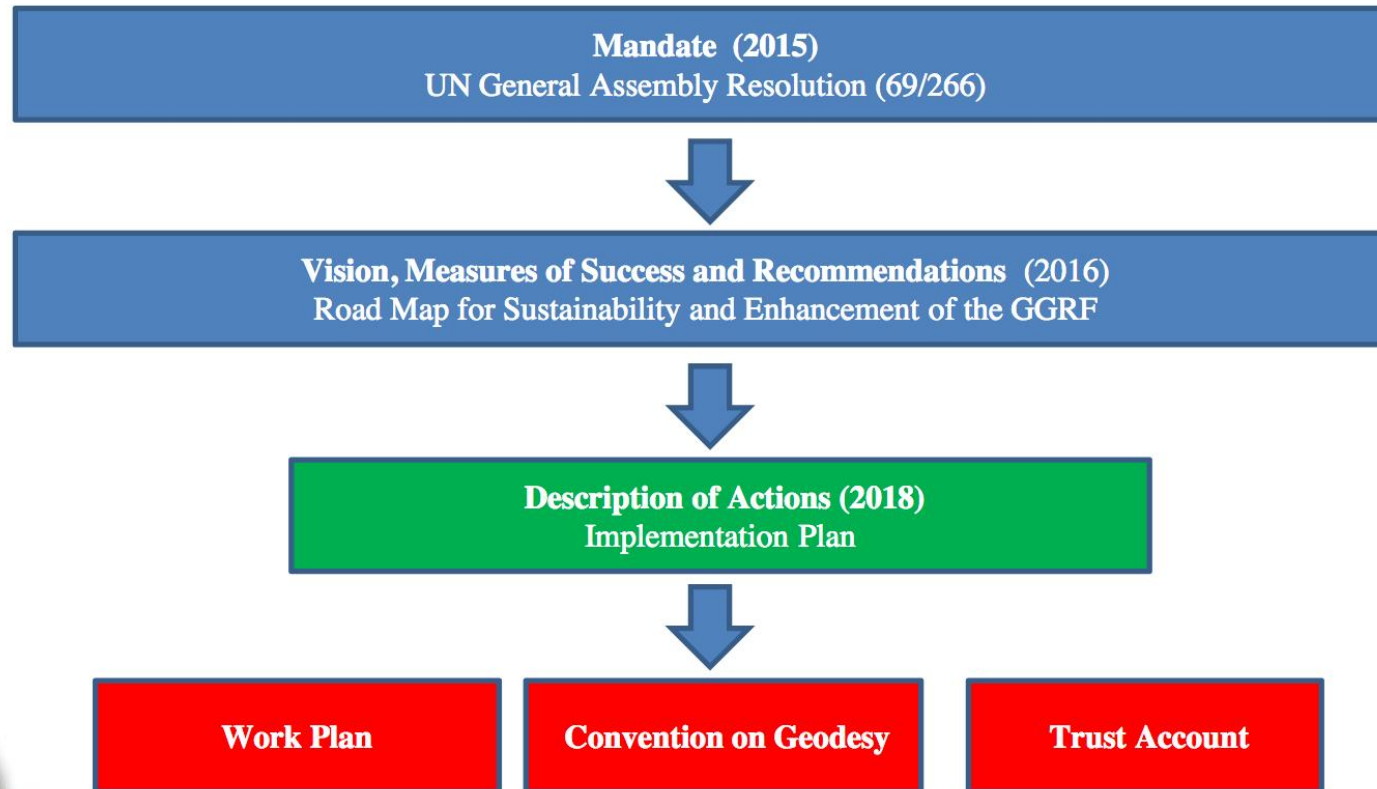 Mandate (2015)
UN General Assembly Resolution (69/266)
Vision, Measures of Success and Recommendations (2016)
Road Map for Sustainability and Enhancement of the GGRF
Description of Actions (2018)
Implementation Plan
Work Plan
Convention on Geodesy
Trust Account